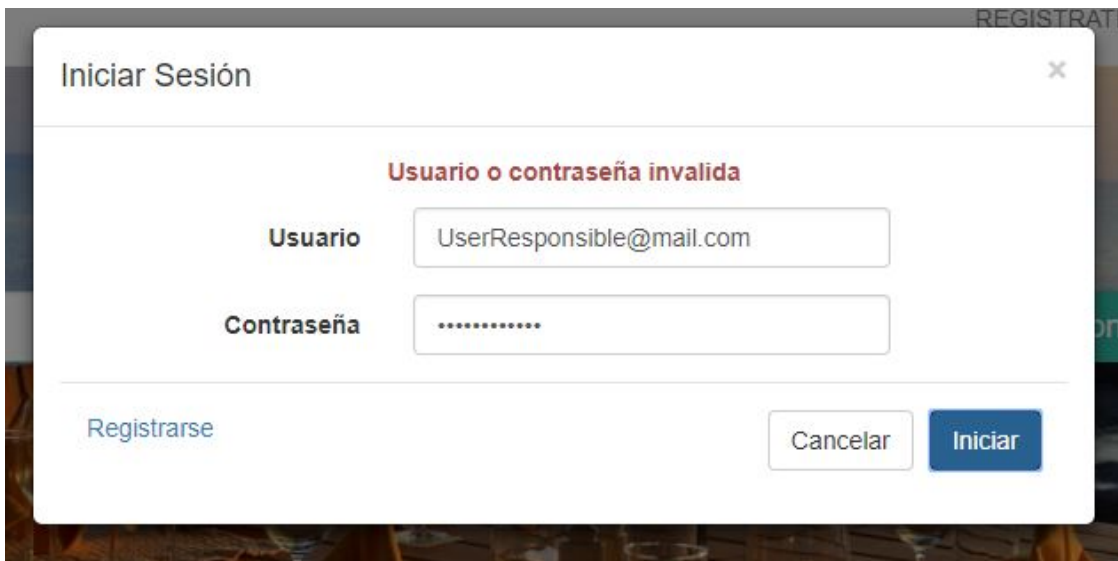 REGISTRAT
Iniciar Sesión
×
Usuario o contraseña invalida
Usuario
UserResponsible@mail.com
Contraseña
••••••••••••
Registrarse
Cancelar
Iniciar